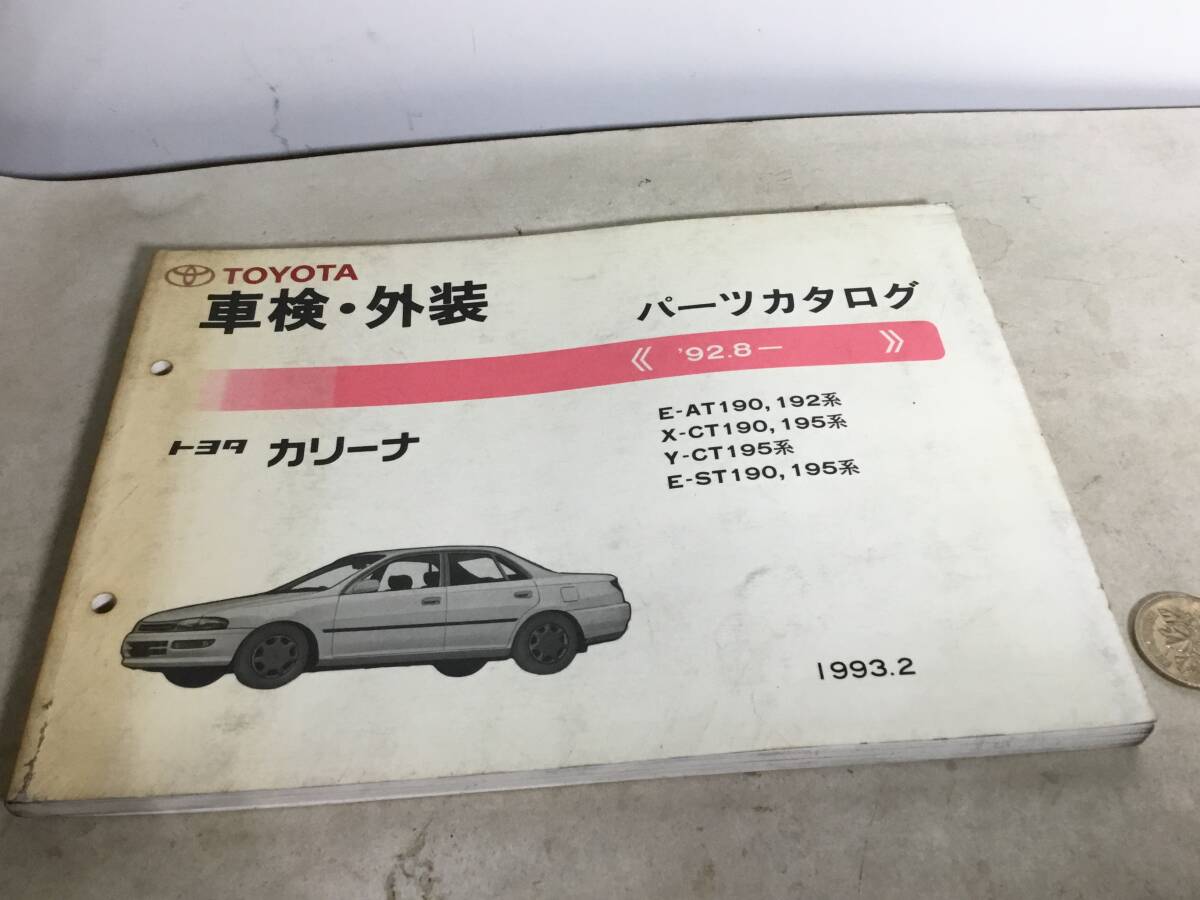 TOYOTA
車検・外装
パーツカタログ
《 '92.8— 》
トヨタ カリーナ
E-AT190, 192系
X-CT190, 195系
Y-CT195系
E-ST190, 195系
1993.2